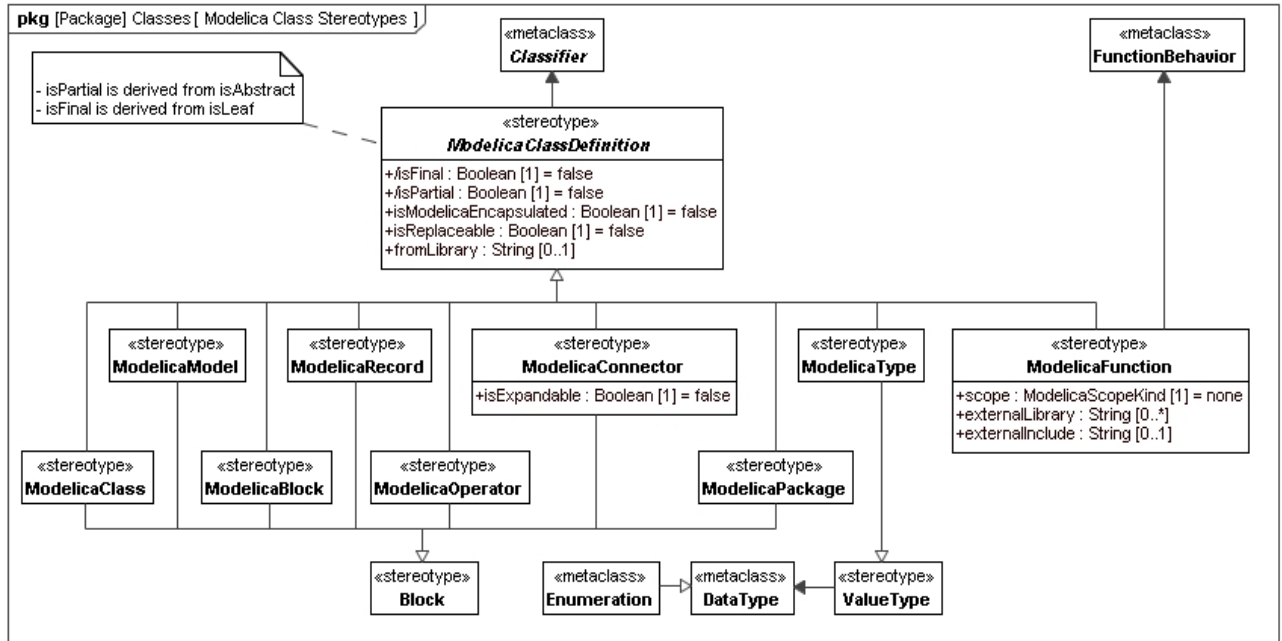 pkg [Package] Classes [ Modelica Class Stereotypes ]
«metaclass»
Classifier
«metaclass»
FunctionBehavior
- isPartial is derived from isAbstract
- isFinal is derived from isLeaf
«stereotype»
ModelicaClassDefinition
+/isFinal : Boolean [1] = false
+/isPartial : Boolean [1] = false
+isModelicaEncapsulated : Boolean [1] = false
+isReplaceable : Boolean [1] = false
+fromLibrary : String [0..1]
«stereotype»
ModelicaModel
«stereotype»
ModelicaRecord
«stereotype»
ModelicaConnector
+isExpandable : Boolean [1] = false
«stereotype»
ModelicaType
«stereotype»
ModelicaFunction
+scope : ModelicaScopeKind [1] = none
+externalLibrary : String [0..*]
+externalInclude : String [0..1]
«stereotype»
ModelicaClass
«stereotype»
ModelicaBlock
«stereotype»
ModelicaOperator
«stereotype»
ModelicaPackage
«stereotype»
Block
«metaclass»
Enumeration
«metaclass»
DataType
«stereotype»
ValueType